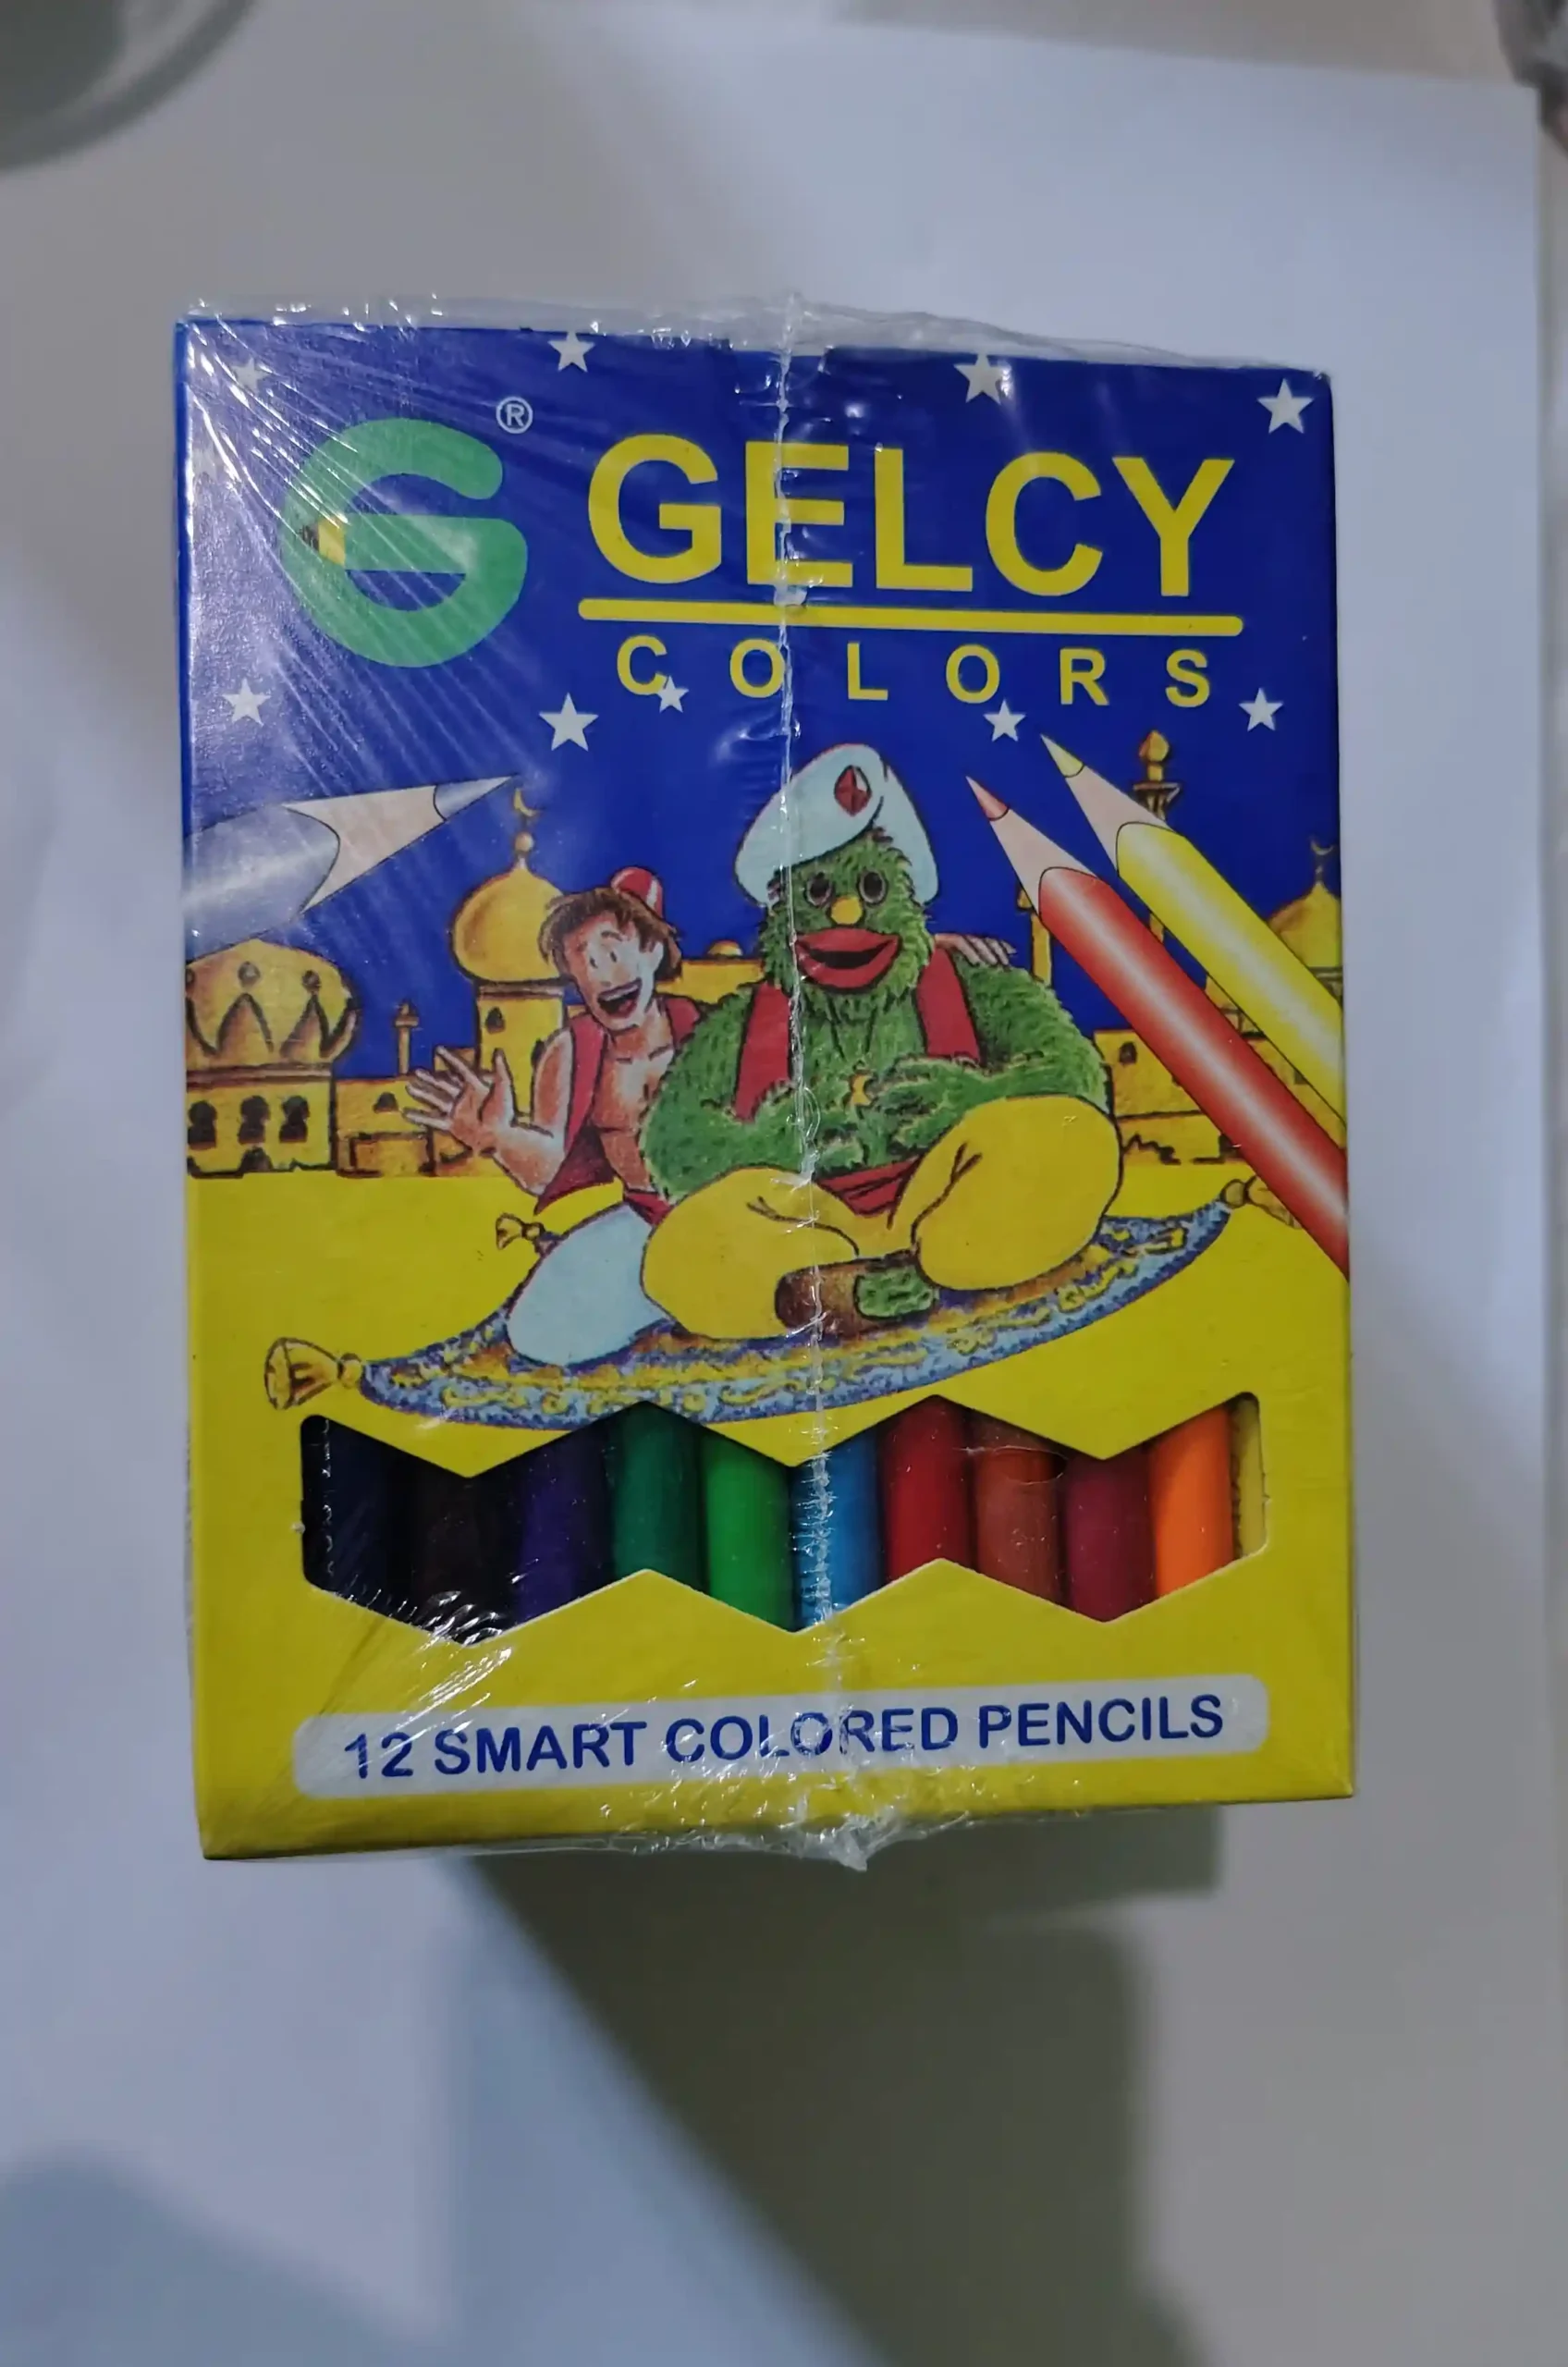 G®
GELCY
COLORS
12 SMART COLORED PENCILS